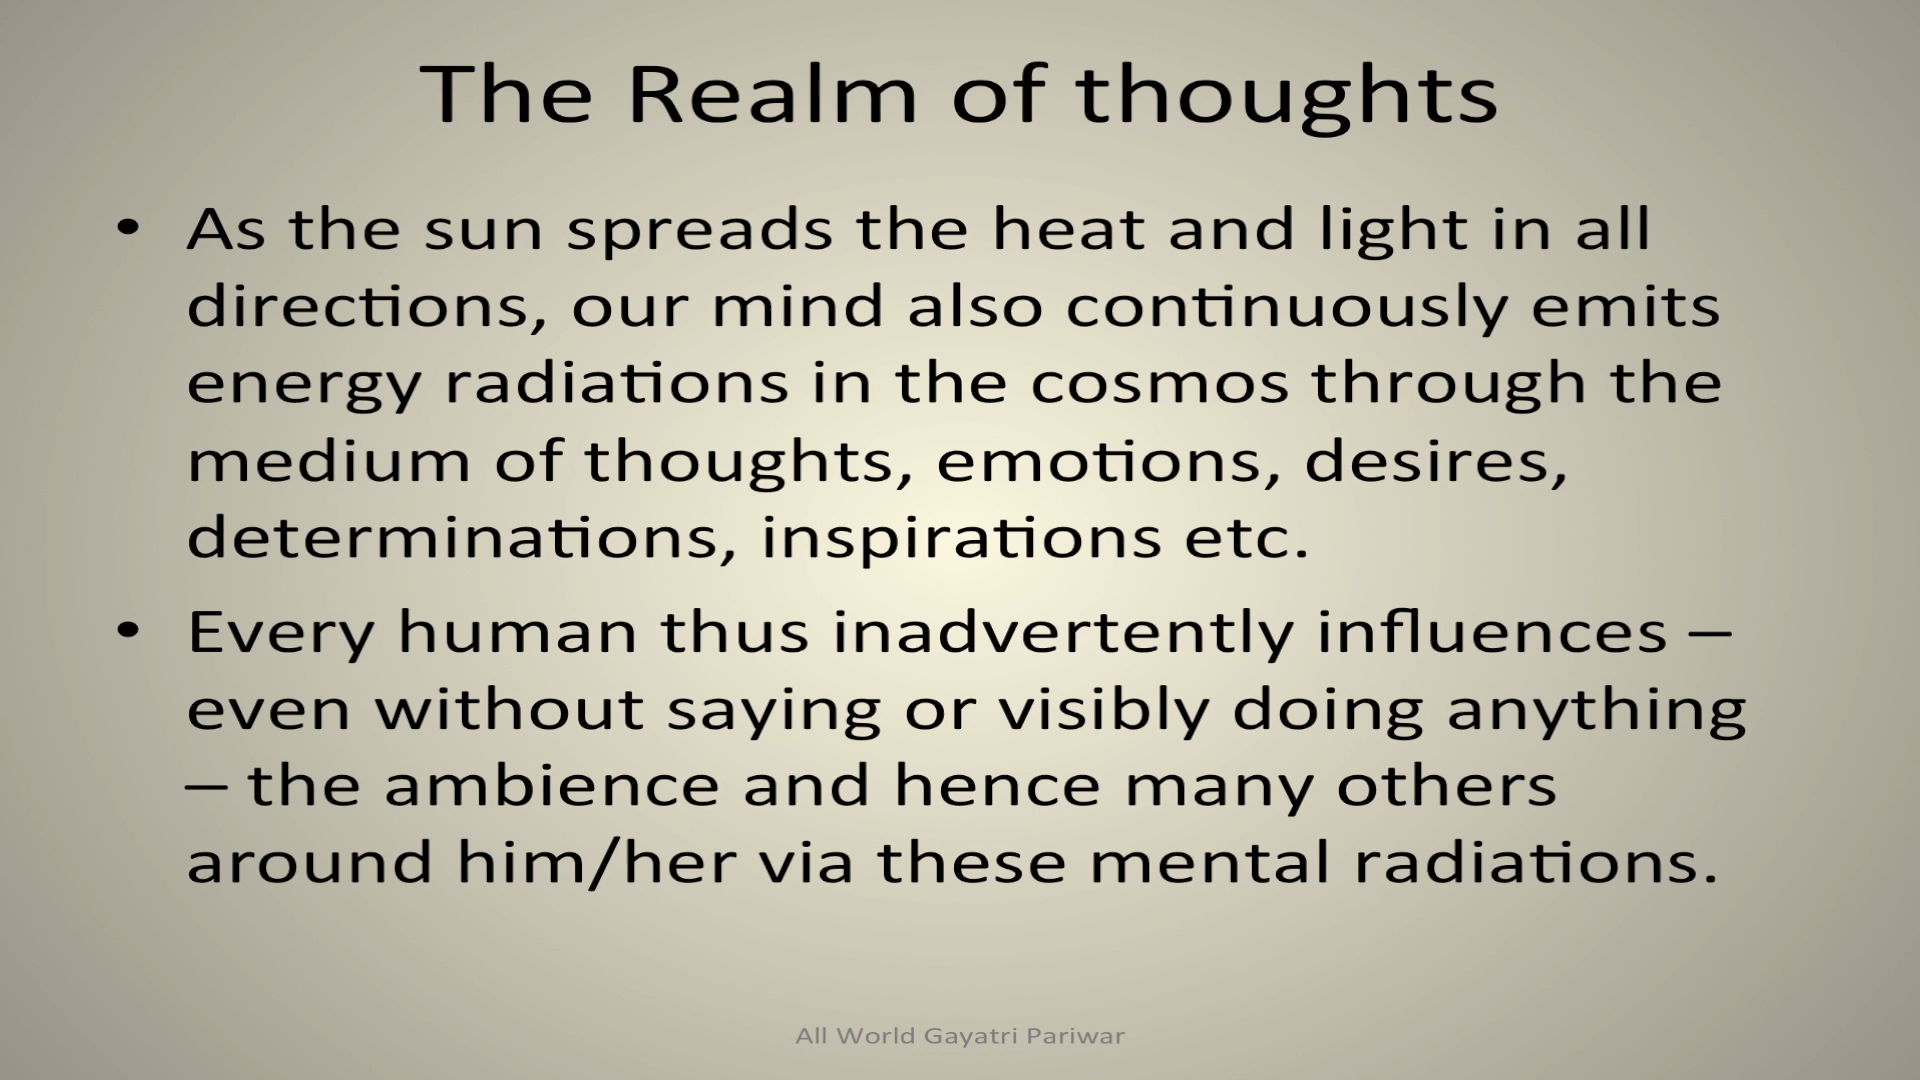 The Realm of thoughts
• As the sun spreads the heat and light in all
directions, our mind also continuously emits
energy radiations in the cosmos through the
medium of thoughts, emotions, desires,
determinations, inspirations etc.
• Every human thus inadvertently influences –
even without saying or visibly doing anything
– the ambience and hence many others
around him/her via these mental radiations.
All World Gayatri Pariwar